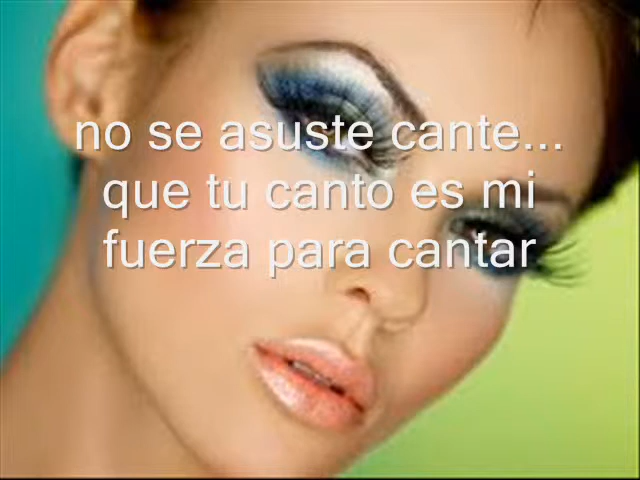 no se asuste cante...
que tu canto es mi
fuerza para cantar